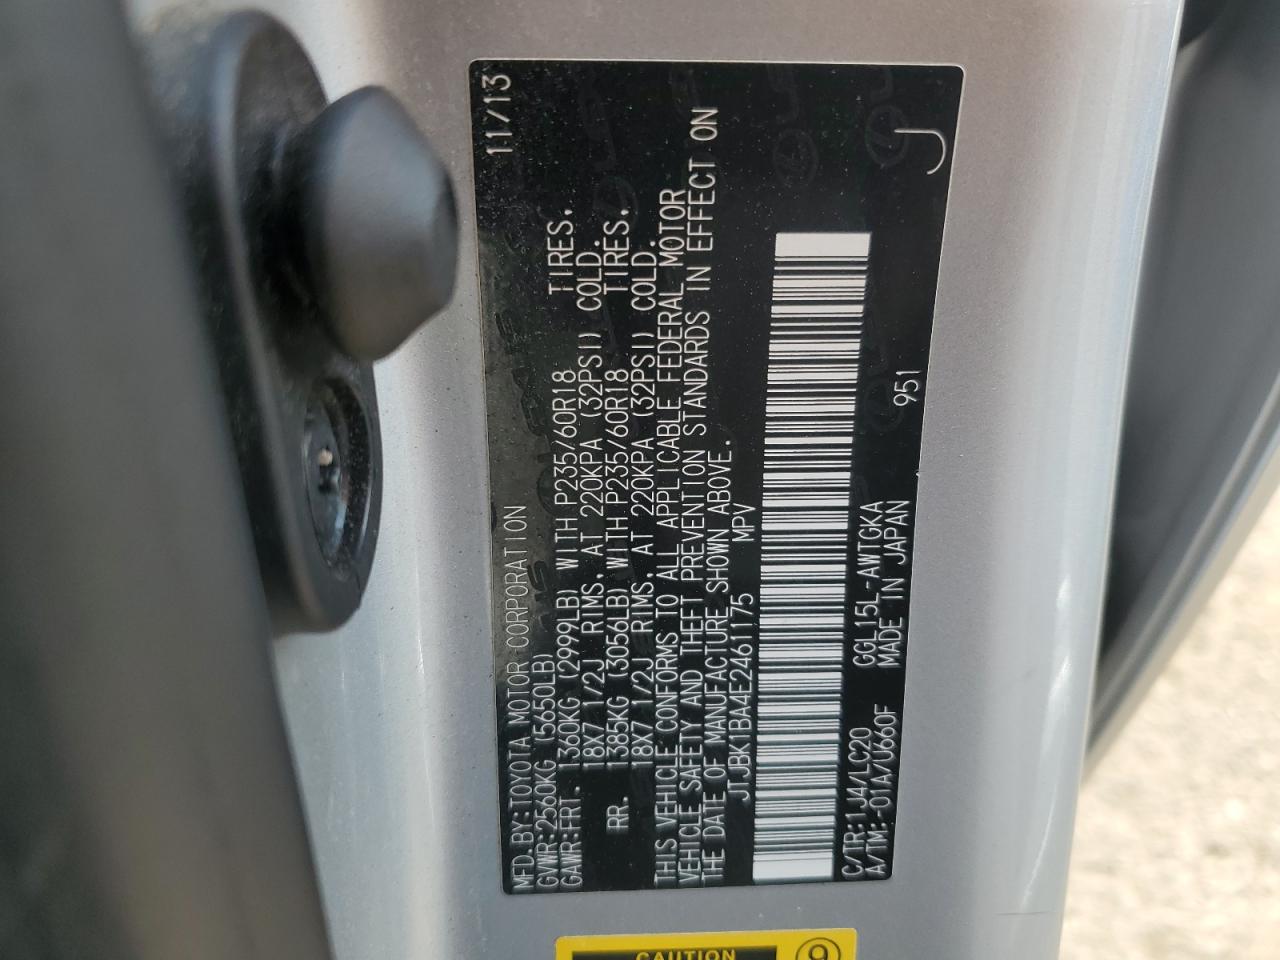 MFD.BY:TOYOTA MOTOR CORPORATION 11/13
GVWR:2560KG (5650LB)
GAWR:FRT. 1360KG (2999LB) WITH P235/60R18 TIRES.
18X7 1/2J RIMS, AT 220KPA (32PSI) COLD.
RR. 1385KG (3056LB) WITH P235/60R18 TIRES.
18X7 1/2J RIMS, AT 220KPA (32PSI) COLD.
THIS VEHICLE CONFORMS TO ALL APPLICABLE FEDERAL MOTOR
VEHICLE SAFETY AND THEFT PREVENTION STANDARDS IN EFFECT ON
THE DATE OF MANUFACTURE SHOWN ABOVE.
JTJBK1BA4E2461175 MPV
C/TR:1J4/LC20 GGL15L-AWTGKA
A/TM:-01A/U660F MADE IN JAPAN 951
J
CAUTION
9